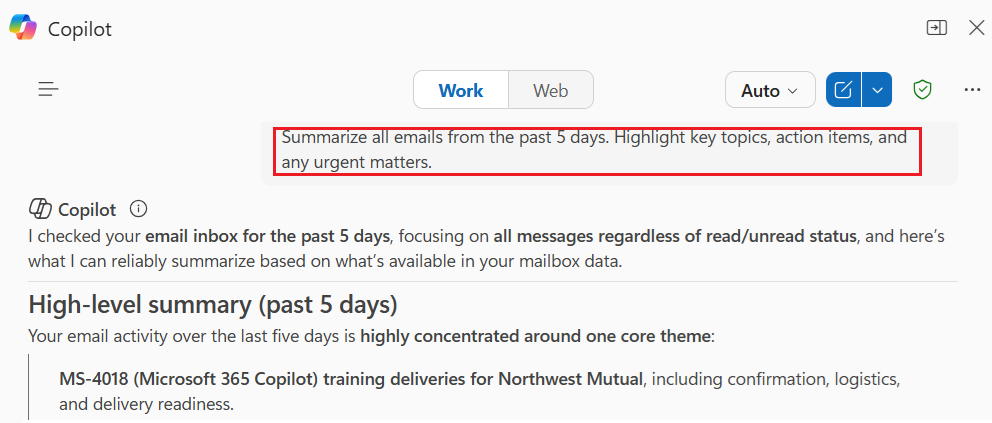 Copilot
Work Web Auto
Summarize all emails from the past 5 days. Highlight key topics, action items, and
any urgent matters.
Copilot
I checked your email inbox for the past 5 days, focusing on all messages regardless of read/unread status, and here’s
what I can reliably summarize based on what’s available in your mailbox data.
High-level summary (past 5 days)
Your email activity over the last five days is highly concentrated around one core theme:
MS-4018 (Microsoft 365 Copilot) training deliveries for Northwest Mutual, including confirmation, logistics,
and delivery readiness.